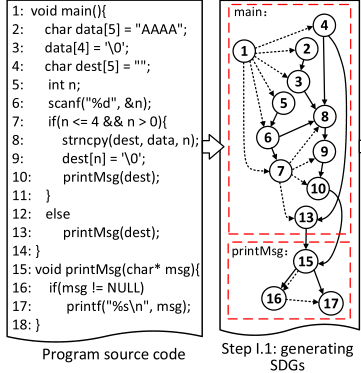 1: void main(){
2: char data[5] = "AAAA";
3: data[4] = '\0';
4: char dest[5] = "";
5: int n;
6: scanf("%d", &n);
7: if(n <= 4 && n > 0){
8: strncpy(dest, data, n);
9: dest[n] = '\0';
10: printMsg(dest);
11: }
12: else
13: printMsg(dest);
14: }
15: void printMsg(char* msg){
16: if(msg != NULL)
17: printf("%s\n", msg);
18: }
Program source code
main:
4
1
2
3
5
8
6
9
7
10
13
printMsg:
15
16
17
Step I.1: generating
SDGs